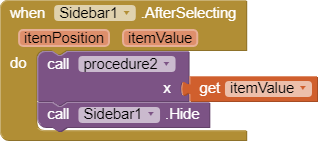 when Sidebar1 .AfterSelecting
itemPosition itemValue
do call procedure2
x get itemValue
call Sidebar1 .Hide